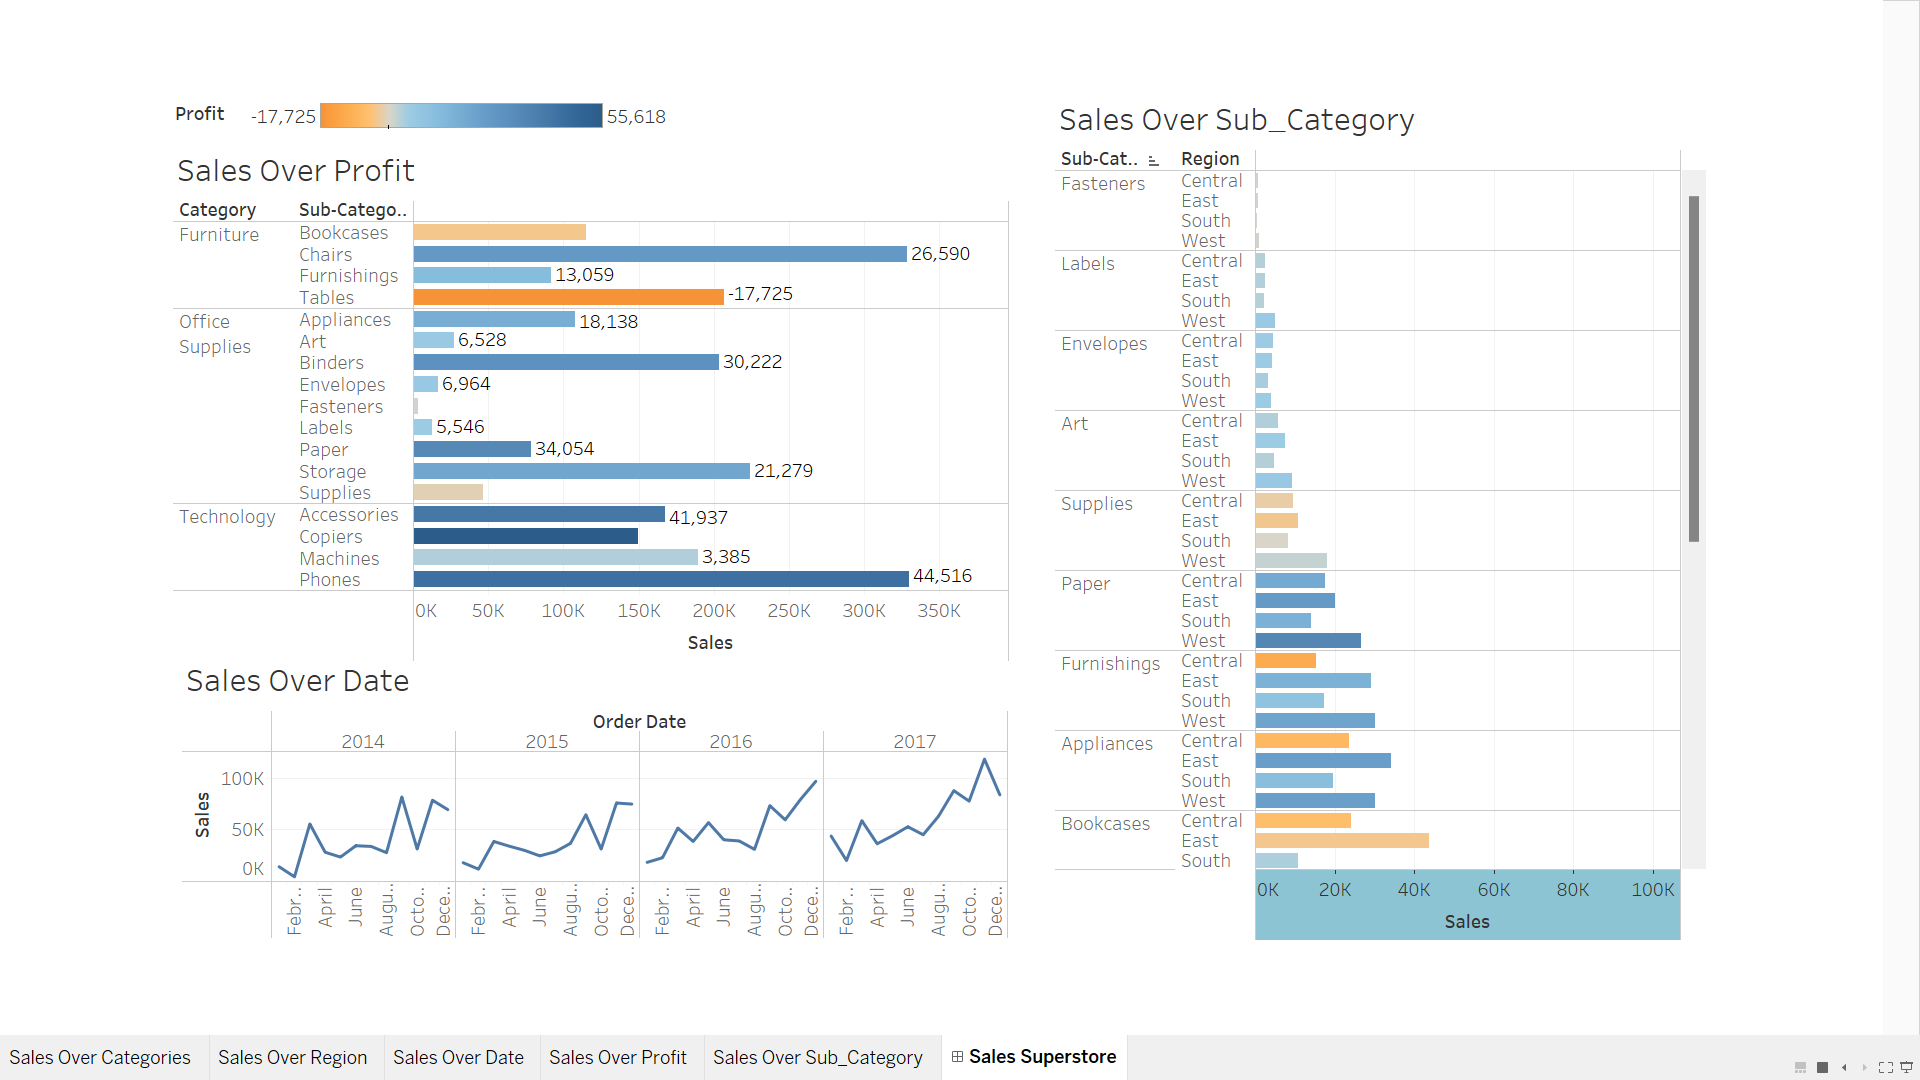 Profit -17,725 55,618
Sales Over Profit
Category Sub-Catego..
Furniture Bookcases
Chairs 26,590
Furnishings 13,059
Tables -17,725
Office Supplies Appliances 18,138
Art 6,528
Binders 30,222
Envelopes 6,964
Fasteners
Labels 5,546
Paper 34,054
Storage 21,279
Supplies
Technology Accessories 41,937
Copiers
Machines 3,385
Phones 44,516
0K 50K 100K 150K 200K 250K 300K 350K
Sales
Sales Over Date
Order Date
2014 2015 2016 2017
Sales
100K
50K
0K
Febr.. April June Augu.. Octo.. Dece.. Febr.. April June Augu.. Octo.. Dece.. Febr.. April June Augu.. Octo.. Dece.. Febr.. April June Augu.. Octo.. Dece..
Sales Over Sub_Category
Sub-Cat.. Region
Fasteners Central
East
South
West
Labels Central
East
South
West
Envelopes Central
East
South
West
Art Central
East
South
West
Supplies Central
East
South
West
Paper Central
East
South
West
Furnishings Central
East
South
West
Appliances Central
East
South
West
Bookcases Central
East
South
0K 20K 40K 60K 80K 100K
Sales
Sales Over Categories Sales Over Region Sales Over Date Sales Over Profit Sales Over Sub_Category Sales Superstore